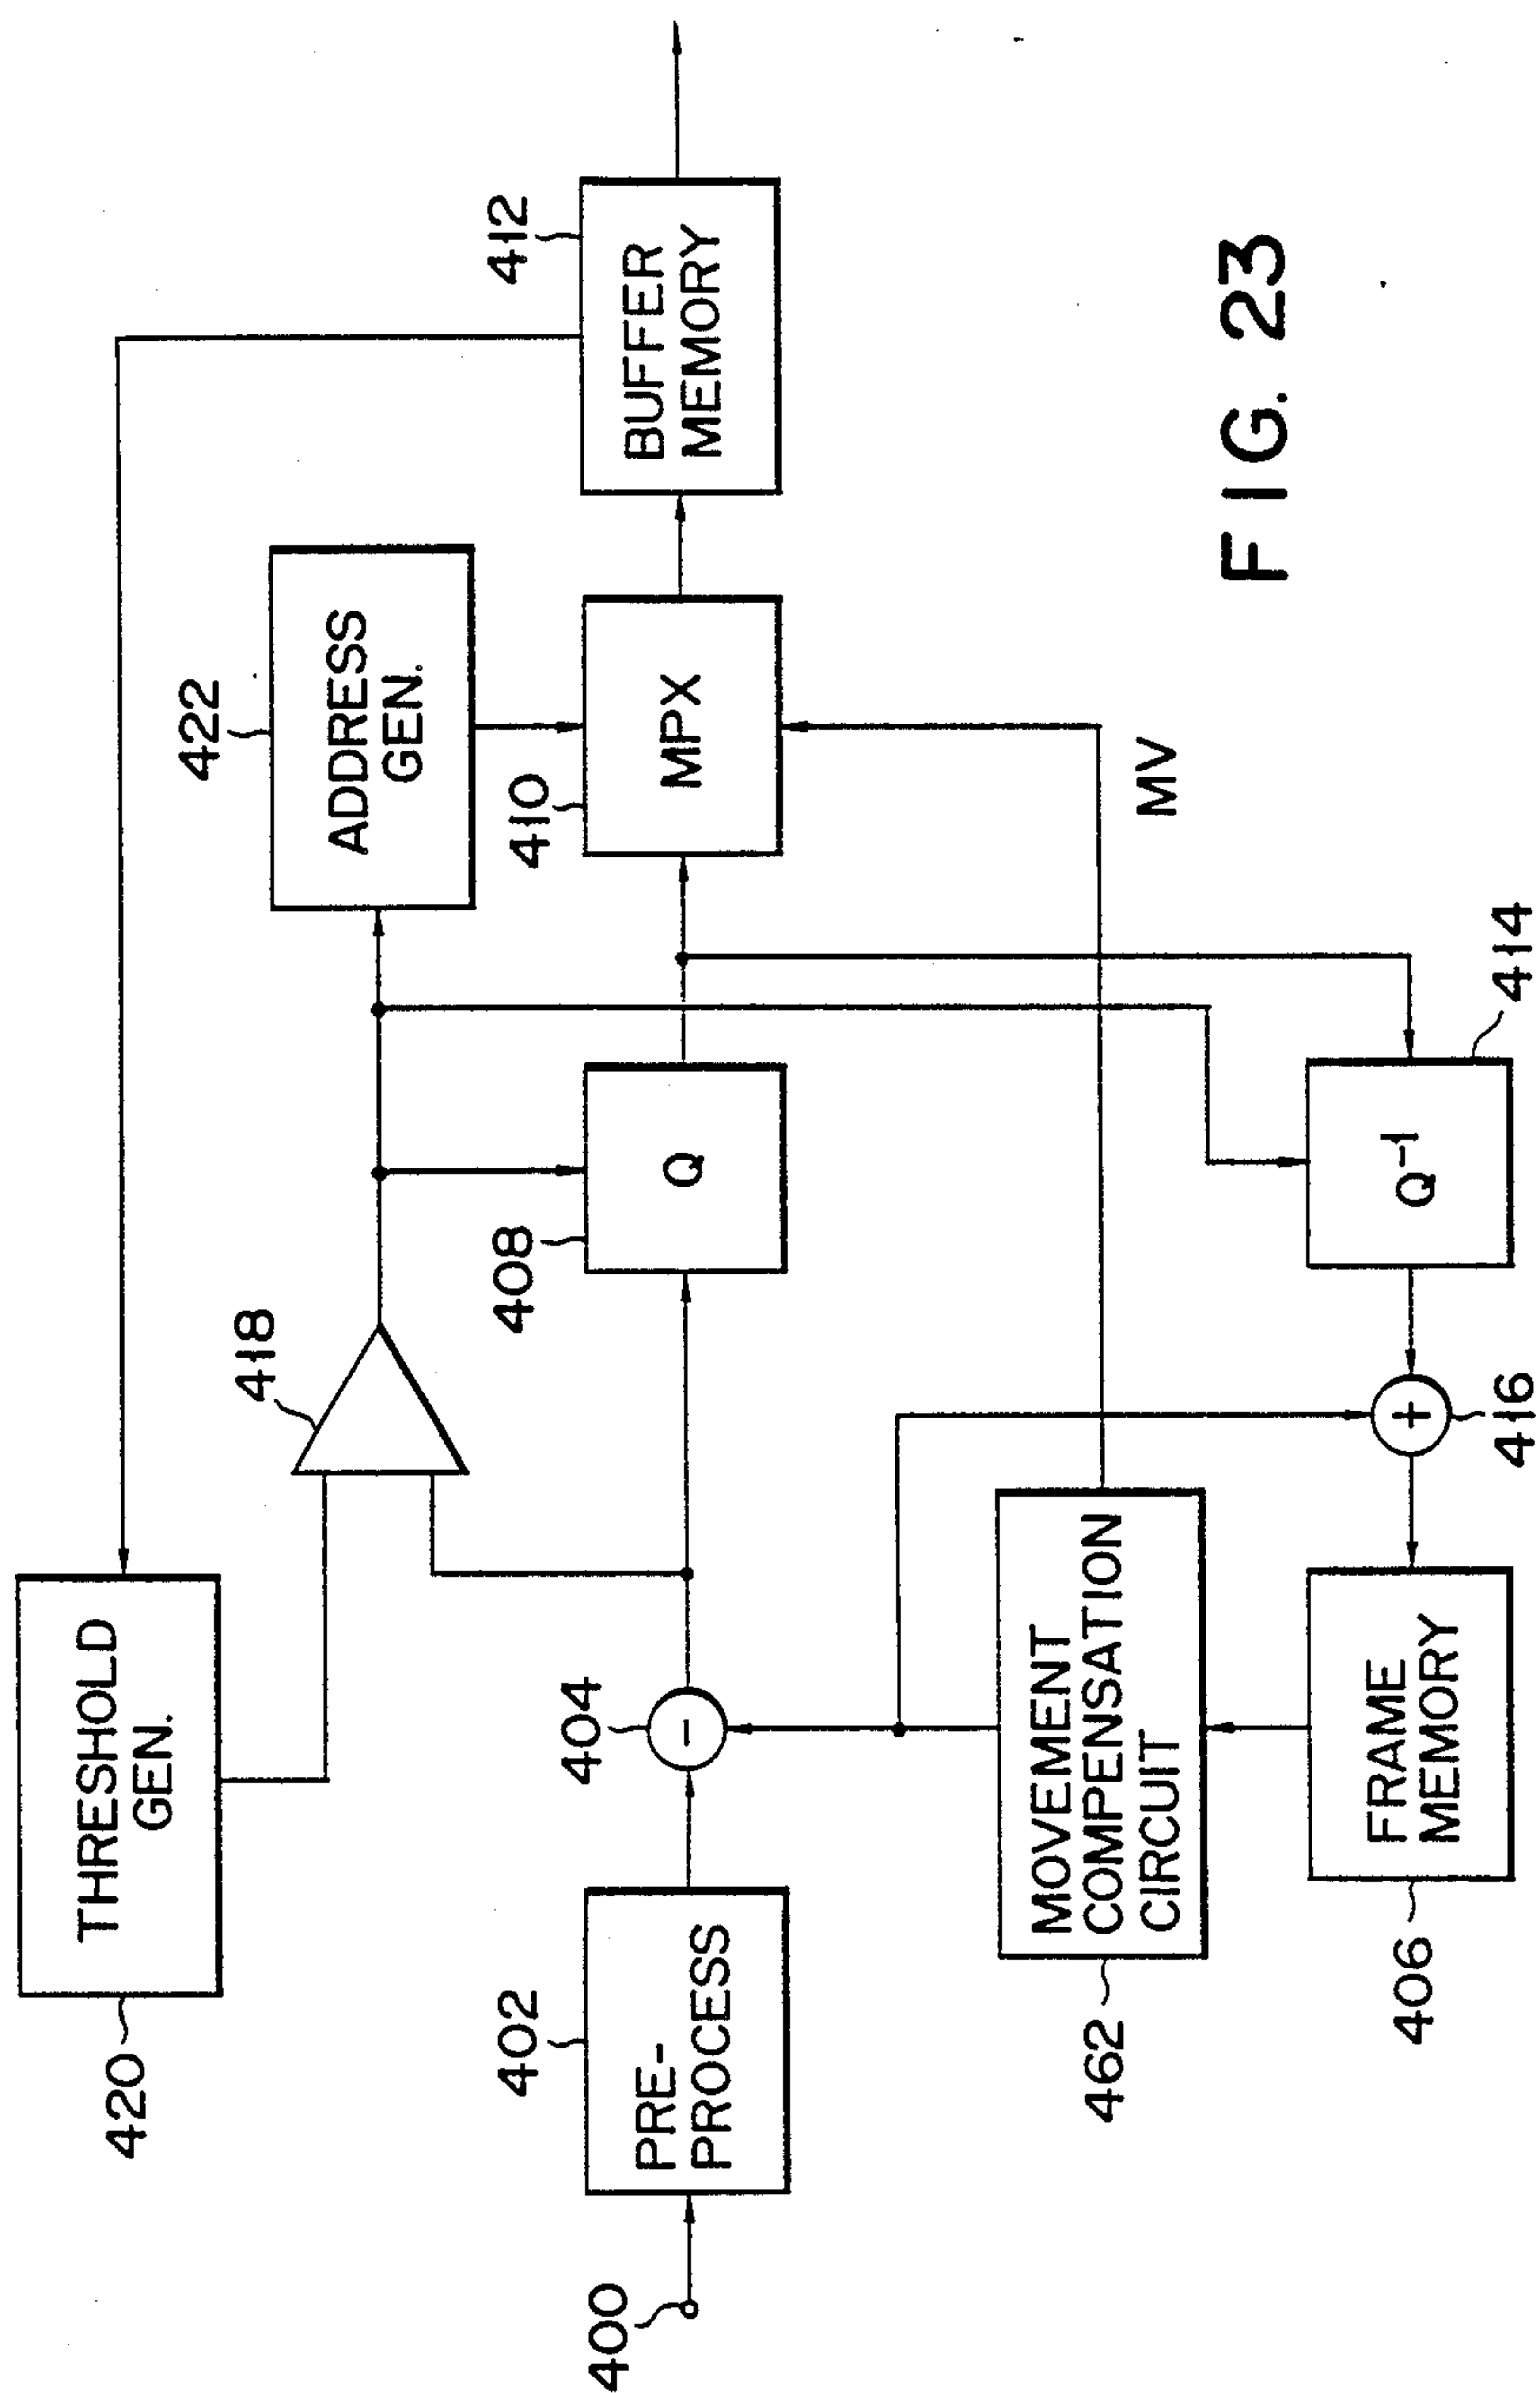 420
THRESHOLD
GEN.
418
422
ADDRESS
GEN.
412
BUFFER
MEMORY
400
402
PRE-
PROCESS
404
408
Q
410
MPX
462
MOVEMENT
COMPENSATION
CIRCUIT
MV
406
FRAME
MEMORY
416
+
-
Q⁻¹
414
FIG. 23